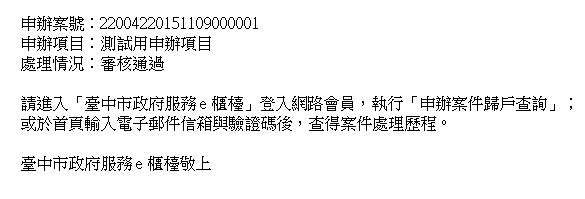 申辦案號：22004220151109000001
申辦項目：測試用申辦項目
處理情況：審核通過
請進入「臺中市政府服務e櫃檯」登入網路會員，執行「申辦案件歸戶查詢」；
或於首頁輸入電子郵件信箱與驗證碼後，查得案件處理歷程。
臺中市政府服務e櫃檯敬上